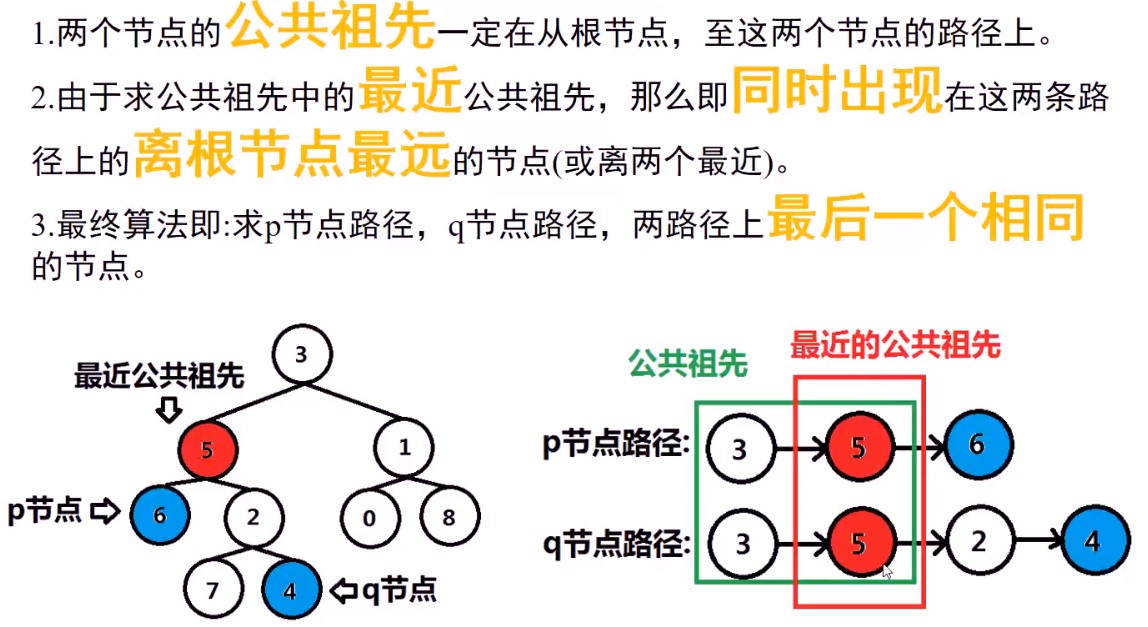 1.两个节点的公共祖先一定在从根节点，至这两个节点的路径上。
2.由于求公共祖先中的最近公共祖先，那么即同时出现在这两条路
径上的离根节点最远的节点(或离两个最近)。
3.最终算法即:求p节点路径，q节点路径，两路径上最后一个相同
的节点。
3
最近公共祖先
5
1
p节点
6
2
0
8
7
4
q节点
公共祖先
最近的公共祖先
p节点路径:
3
5
6
q节点路径:
3
5
2
4